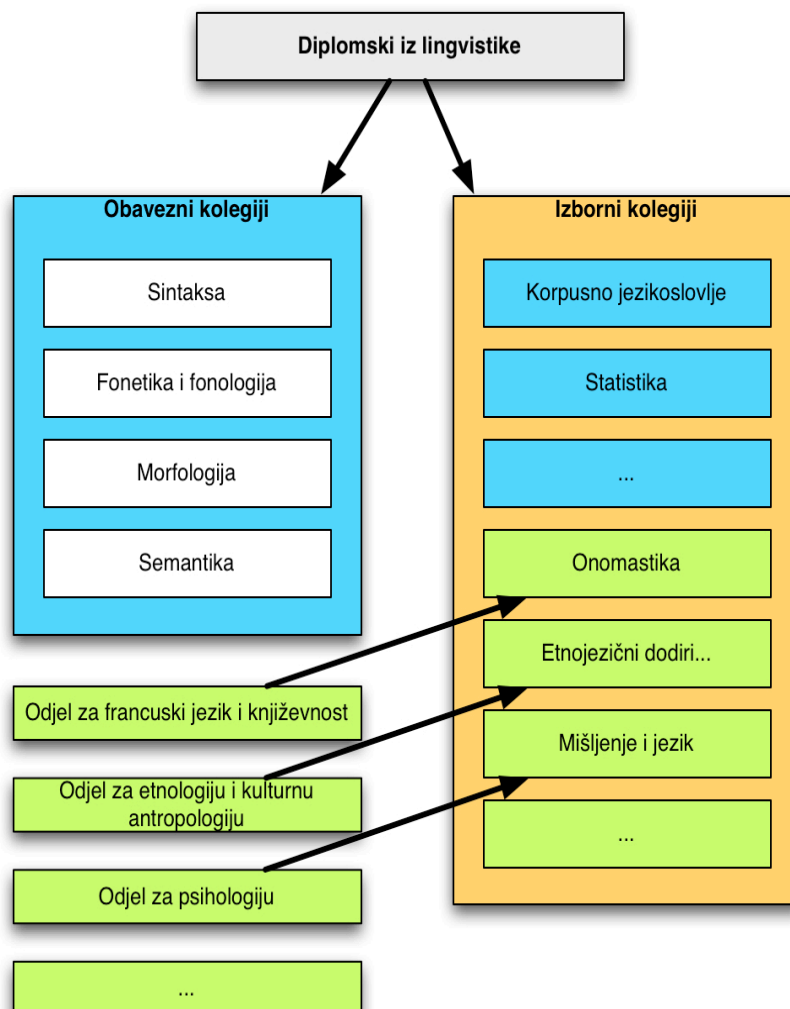 Diplomski iz lingvistike
Obavezni kolegiji
Sintaksa
Fonetika i fonologija
Morfologija
Semantika
Izborni kolegiji
Korpusno jezikoslovlje
Statistika
...
Onomastika
Etnojezični dodiri...
Mišljenje i jezik
...
Odjel za francuski jezik i književnost
Odjel za etnologiju i kulturnu
antropologiju
Odjel za psihologiju
...